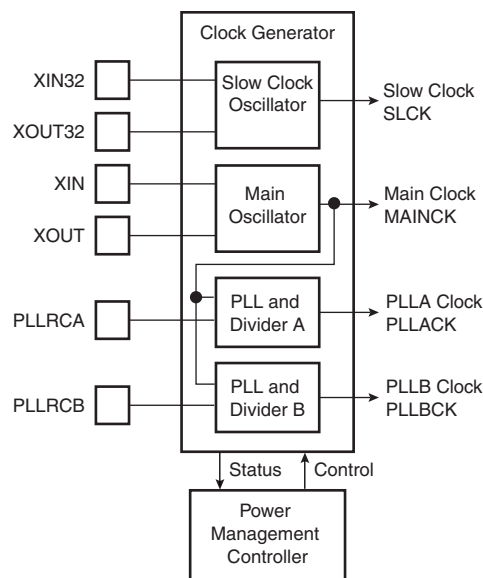 Clock Generator
XIN32
Slow Clock
Oscillator
Slow Clock
SLCK
XOUT32
XIN
Main
Oscillator
Main Clock
MAINCK
XOUT
PLLRCA
PLL and
Divider A
PLLA Clock
PLLACK
PLLRCB
PLL and
Divider B
PLLB Clock
PLLBCK
Status
Control
Power
Management
Controller